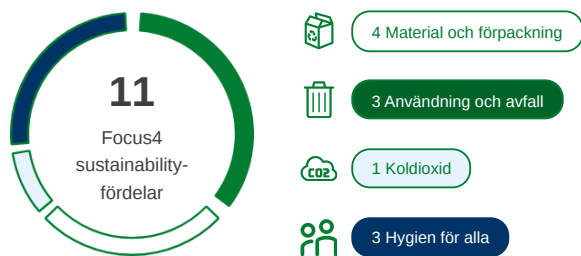 11
Focus4
sustainability-
fördelar
4 Material och förpackning
3 Användning och avfall
CO2
1 Koldioxid
3 Hygien för alla